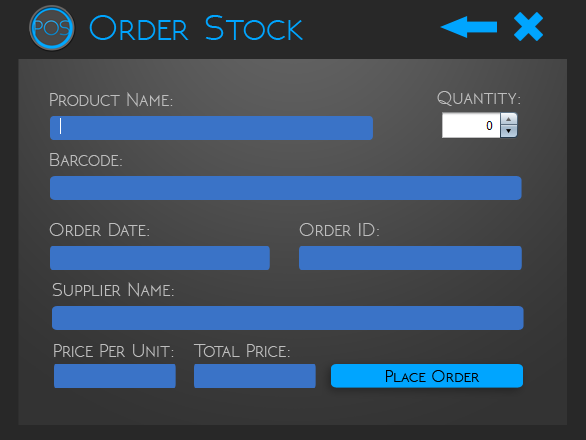 POS
Order Stock
Product Name:
Quantity:
0
Barcode:
Order Date:
Order ID:
Supplier Name:
Price Per Unit:
Total Price:
Place Order